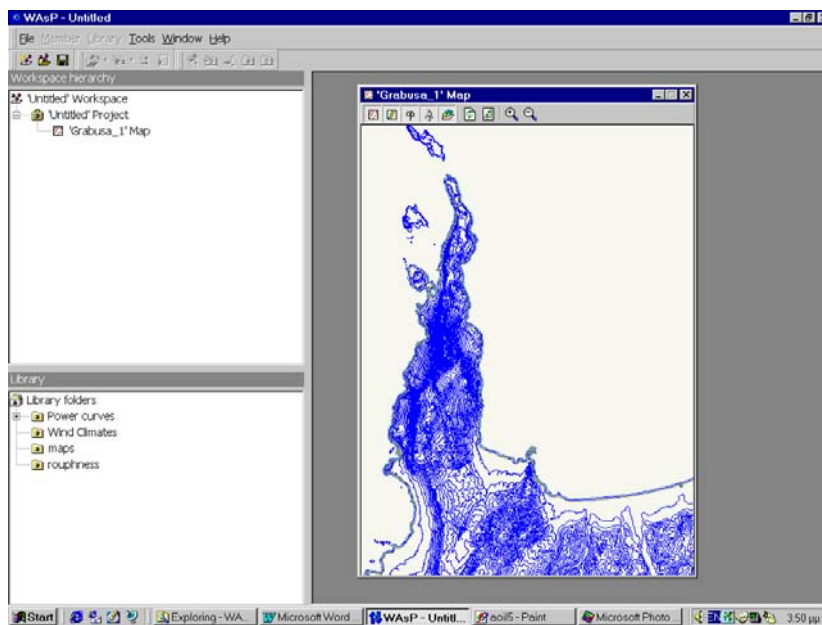 WAsP - Untitled
File Member Library Tools Window Help
Workspace hierarchy
'Untitled' Workspace
'Untitled' Project
'Grabusa_1' Map
'Grabusa_1' Map
Library
Library folders
Power curves
Wind Climates
maps
rouphness
Start Exploring - WA... Microsoft Word ... WAsP - Untitl... aoil5 - Paint Microsoft Photo ... 3:50 μμ